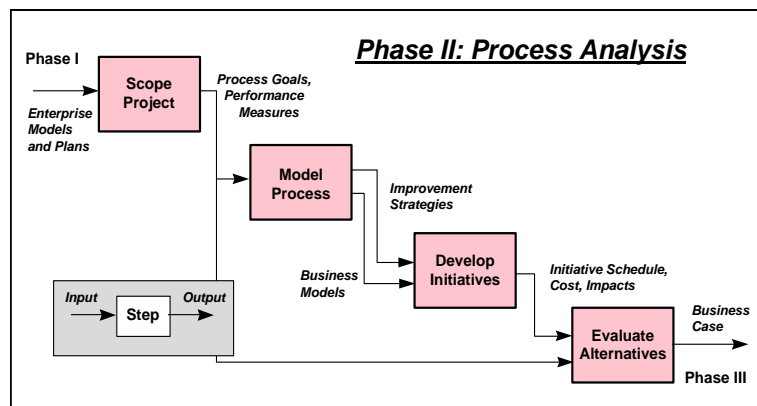 Phase II: Process Analysis
Phase I
Scope
Project
Process Goals,
Performance
Measures
Enterprise
Models
and Plans
Model
Process
Improvement
Strategies
Business
Models
Develop
Initiatives
Initiative Schedule,
Cost, Impacts
Input
Output
Step
Evaluate
Alternatives
Business
Case
Phase III